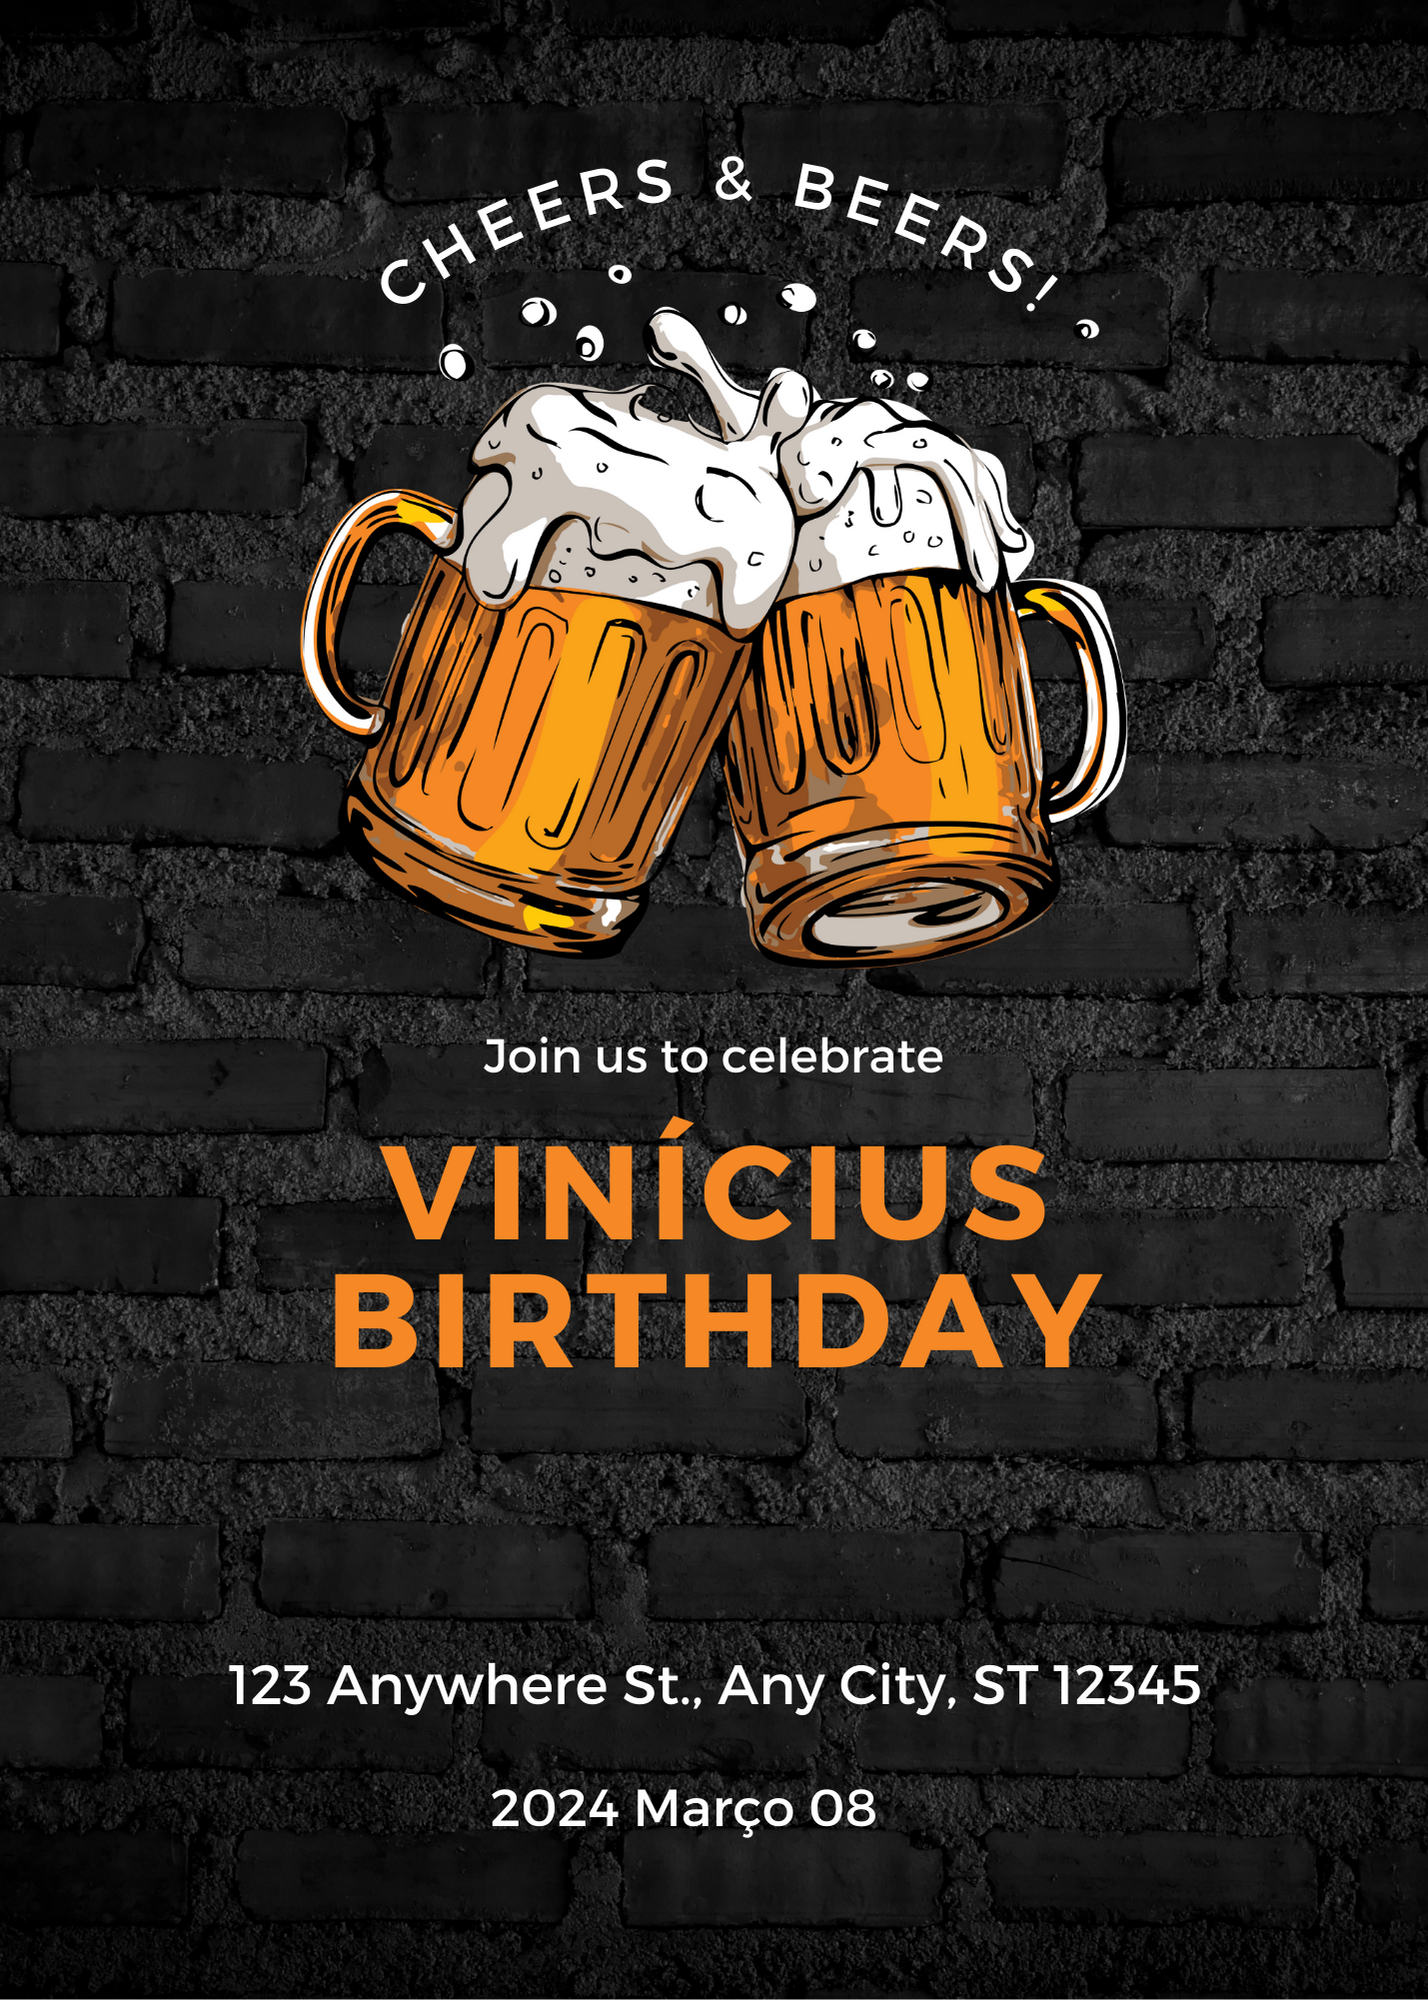 CHEERS & BEERS!
Join us to celebrate
VINÍCIUS
BIRTHDAY
123 Anywhere St., Any City, ST 12345
2024 Março 08